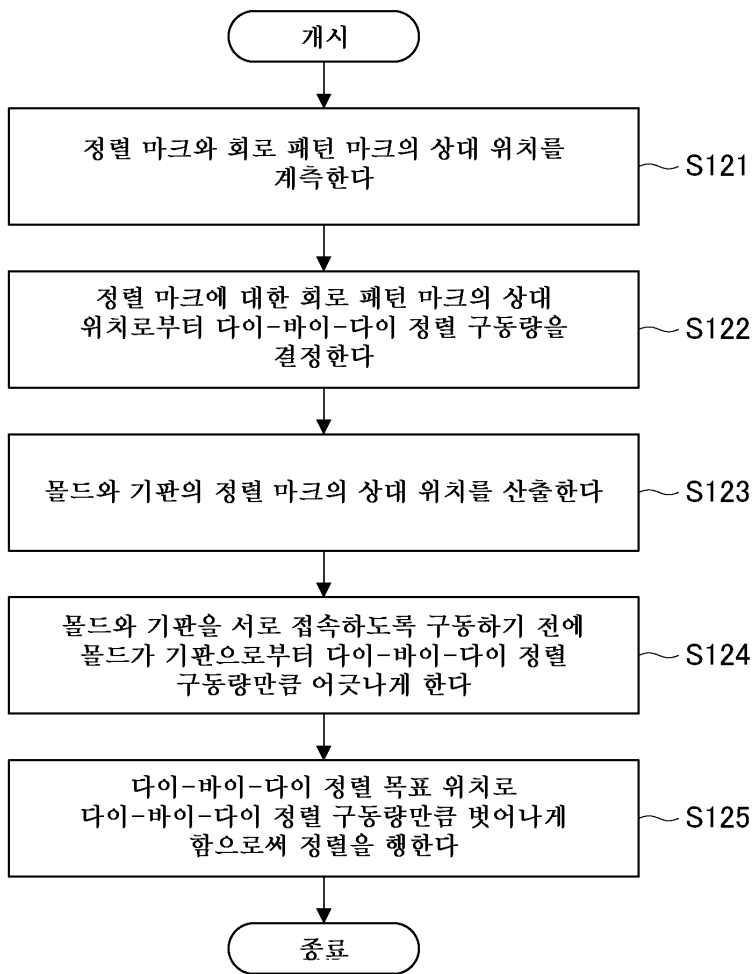 개시
정렬 마크와 회로 패턴 마크의 상대 위치를
계측한다
S121
정렬 마크에 대한 회로 패턴 마크의 상대
위치로부터 다이-바이-다이 정렬 구동량을
결정한다
S122
몰드와 기판의 정렬 마크의 상대 위치를 산출한다
S123
몰드와 기판을 서로 접속하도록 구동하기 전에
몰드가 기판으로부터 다이-바이-다이 정렬
구동량만큼 어긋나게 한다
S124
다이-바이-다이 정렬 목표 위치로
다이-바이-다이 정렬 구동량만큼 벗어나게
함으로써 정렬을 행한다
S125
종료